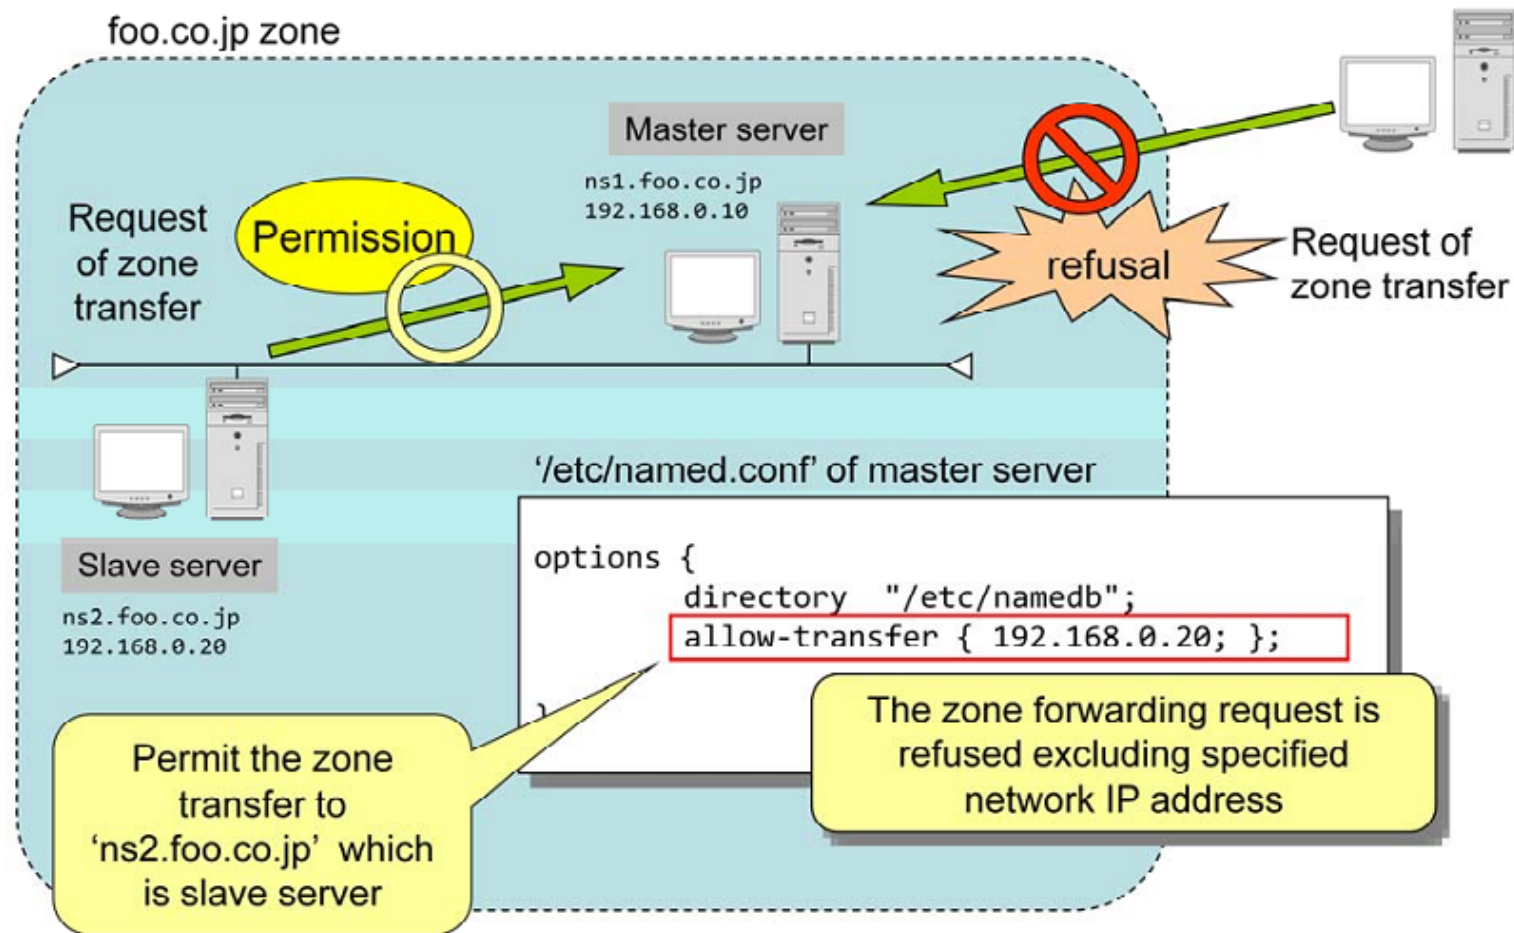 foo.co.jp zone
Master server
ns1.foo.co.jp
192.168.0.10
Request
of zone
transfer
Permission
refusal
Request of
zone transfer
Slave server
ns2.foo.co.jp
192.168.0.20
‘/etc/named.conf’ of master server
options {
directory "/etc/namedb";
allow-transfer { 192.168.0.20; };
}
Permit the zone
transfer to
‘ns2.foo.co.jp’ which
is slave server
The zone forwarding request is
refused excluding specified
network IP address